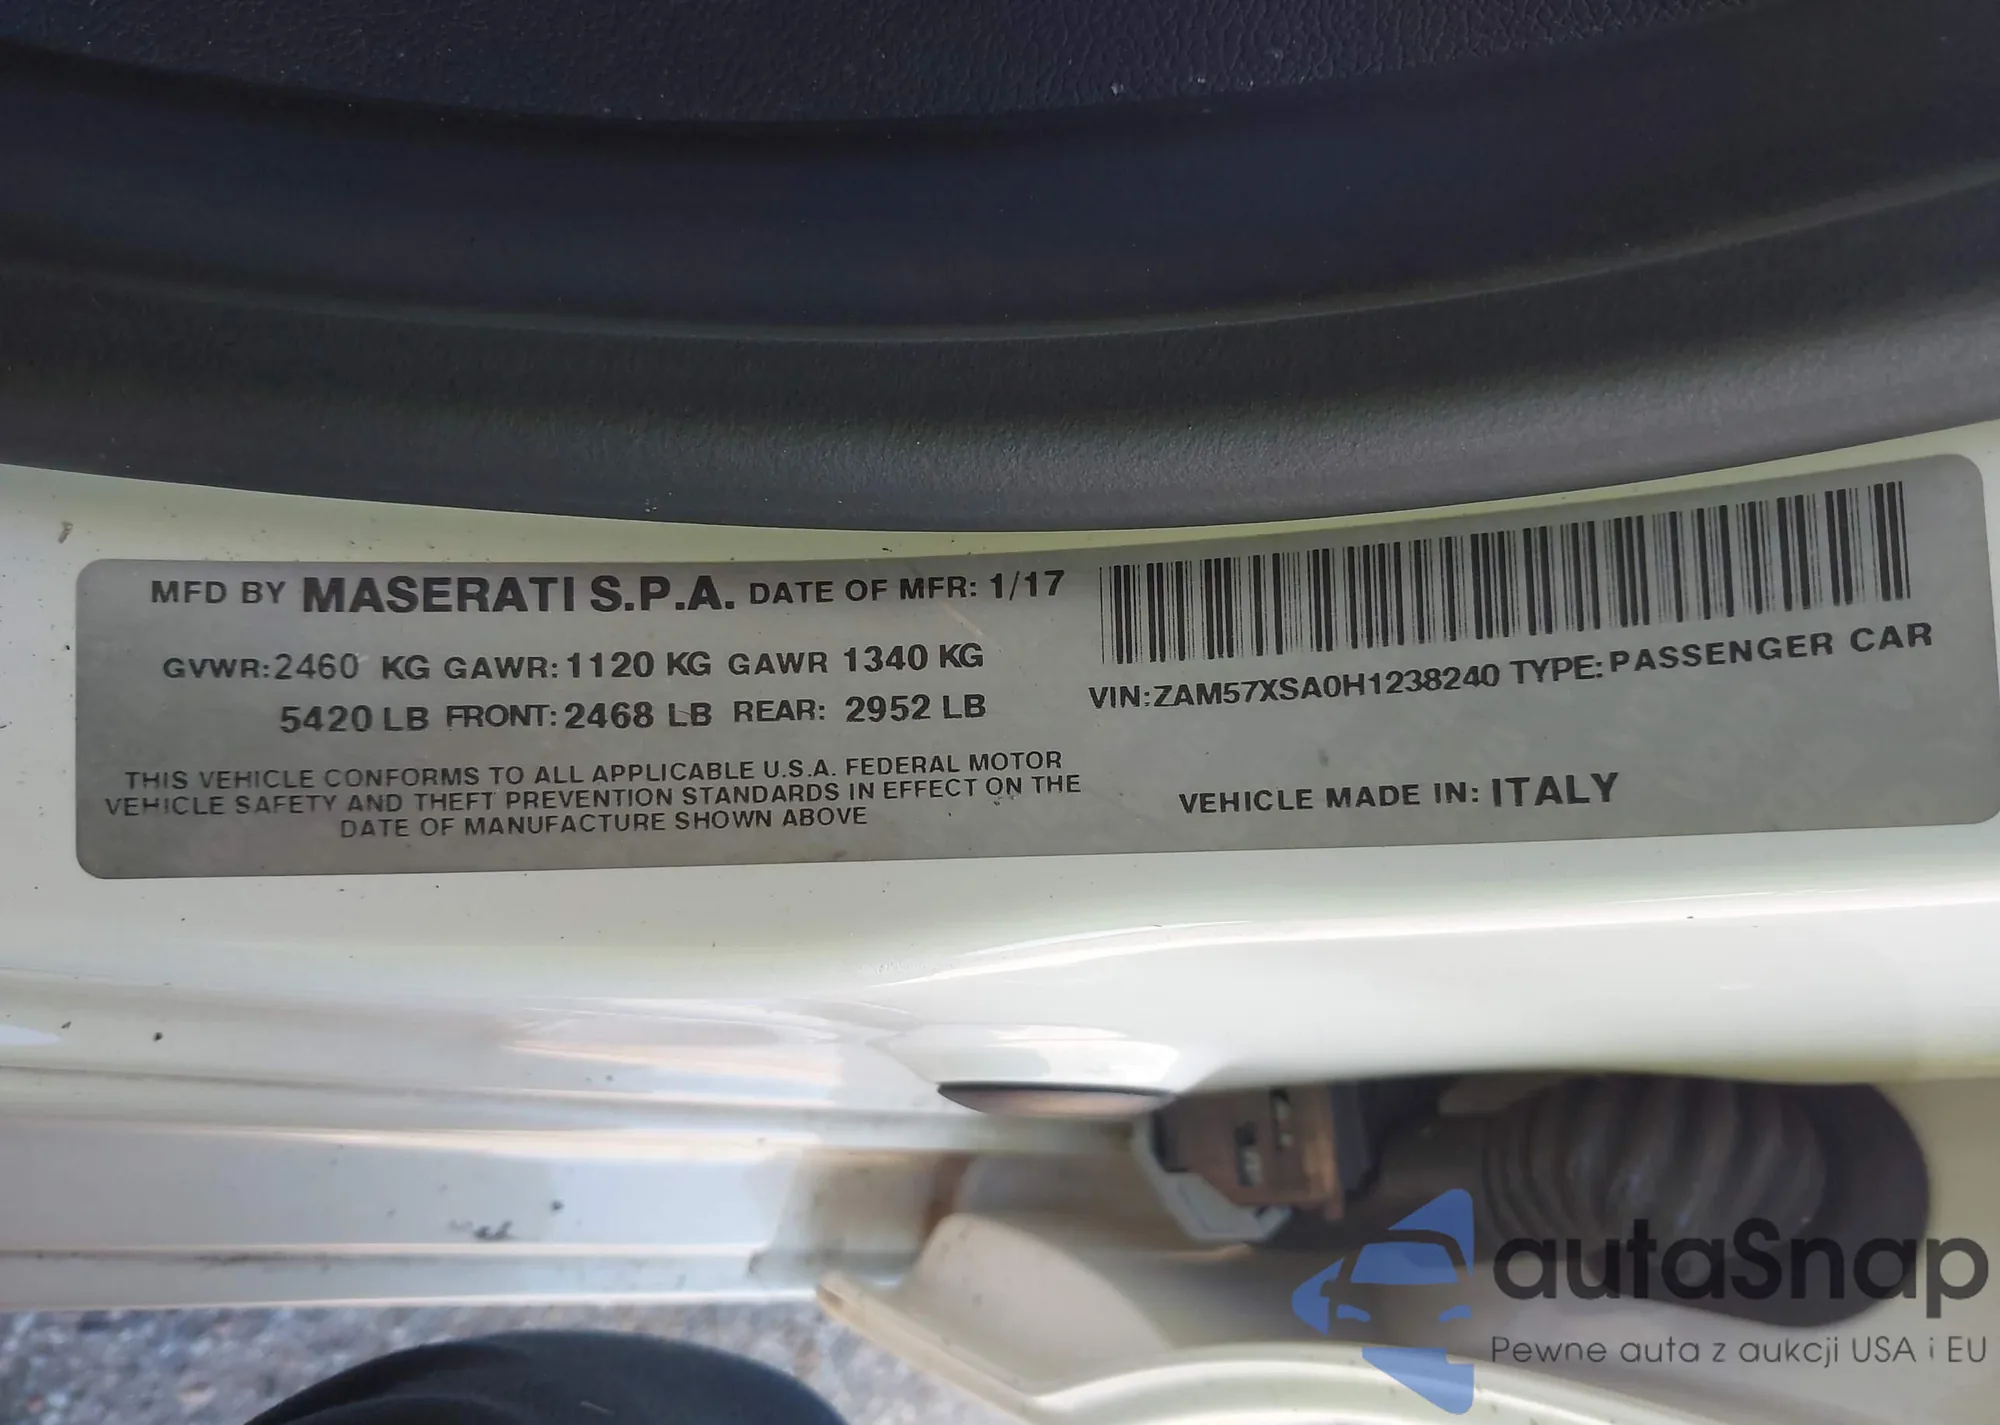 MFD BY MASERATI S.P.A. DATE OF MFR: 1/17
GVWR:2460 KG GAWR:1120 KG GAWR 1340 KG
5420 LB FRONT:2468 LB REAR: 2952 LB
THIS VEHICLE CONFORMS TO ALL APPLICABLE U.S.A. FEDERAL MOTOR
VEHICLE SAFETY AND THEFT PREVENTION STANDARDS IN EFFECT ON THE
DATE OF MANUFACTURE SHOWN ABOVE
VIN:ZAM57XSA0H1238240 TYPE:PASSENGER CAR
VEHICLE MADE IN: ITALY
autaSnap
Pewne auta z aukcji USA i EU